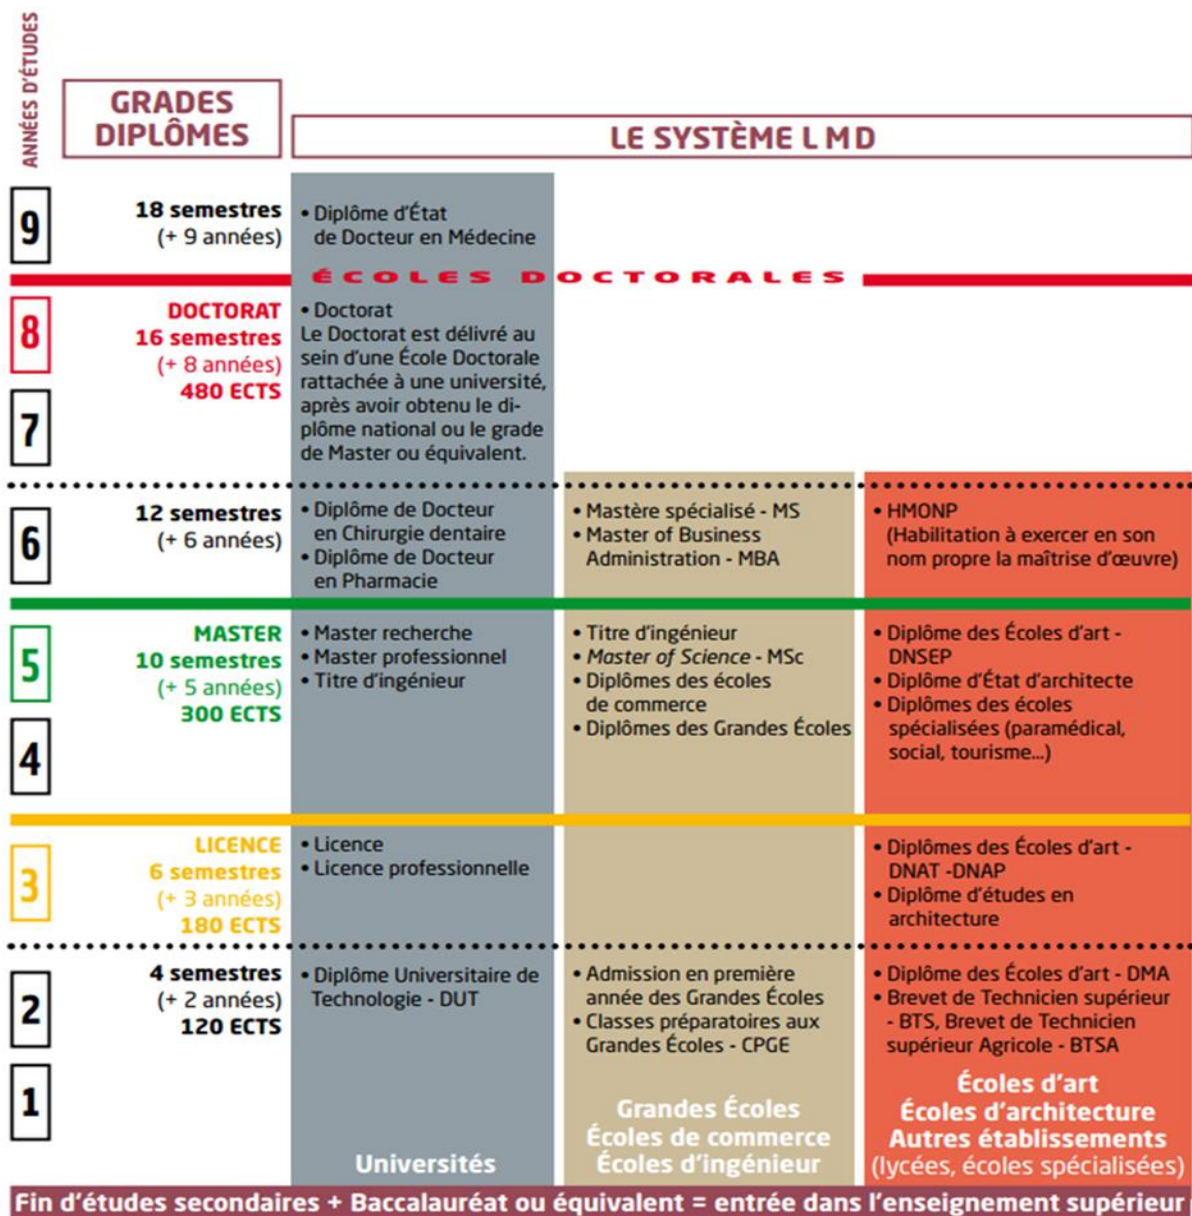 ANNÉES D'ÉTUDES
GRADES
DIPLÔMES
LE SYSTÈME L M D
9
18 semestres
(+ 9 années)
• Diplôme d'État
de Docteur en Médecine
ÉCOLES DOCTORALES
8
7
DOCTORAT
16 semestres
(+ 8 années)
480 ECTS
• Doctorat
Le Doctorat est délivré au
sein d'une École Doctorale
rattachée à une université,
après avoir obtenu le di-
plôme national ou le grade
de Master ou équivalent.
6
12 semestres
(+ 6 années)
• Diplôme de Docteur
en Chirurgie dentaire
• Diplôme de Docteur
en Pharmacie
• Mastère spécialisé - MS
• Master of Business
Administration - MBA
• HMONP
(Habilitation à exercer en son
nom propre la maîtrise d'œuvre)
5
4
MASTER
10 semestres
(+ 5 années)
300 ECTS
• Master recherche
• Master professionnel
• Titre d'ingénieur
• Titre d'ingénieur
• Master of Science - MSc
• Diplômes des écoles
de commerce
• Diplômes des Grandes Écoles
• Diplôme des Écoles d'art -
DNSEP
• Diplôme d'État d'architecte
• Diplômes des écoles
spécialisées (paramédical,
social, tourisme...)
3
LICENCE
6 semestres
(+ 3 années)
180 ECTS
• Licence
• Licence professionnelle
• Diplômes des Écoles d'art -
DNAT -DNAP
• Diplôme d'études en
architecture
2
1
4 semestres
(+ 2 années)
120 ECTS
• Diplôme Universitaire de
Technologie - DUT
• Admission en première
année des Grandes Écoles
• Classes préparatoires aux
Grandes Écoles - CPGE
• Diplôme des Écoles d'art - DMA
• Brevet de Technicien supérieur
- BTS, Brevet de Technicien
supérieur Agricole - BTSA
Universités
Grandes Écoles
Écoles de commerce
Écoles d'ingénieur
Écoles d'art
Écoles d'architecture
Autres établissements
(lycées, écoles spécialisées)
Fin d'études secondaires + Baccalauréat ou équivalent = entrée dans l'enseignement supérieur